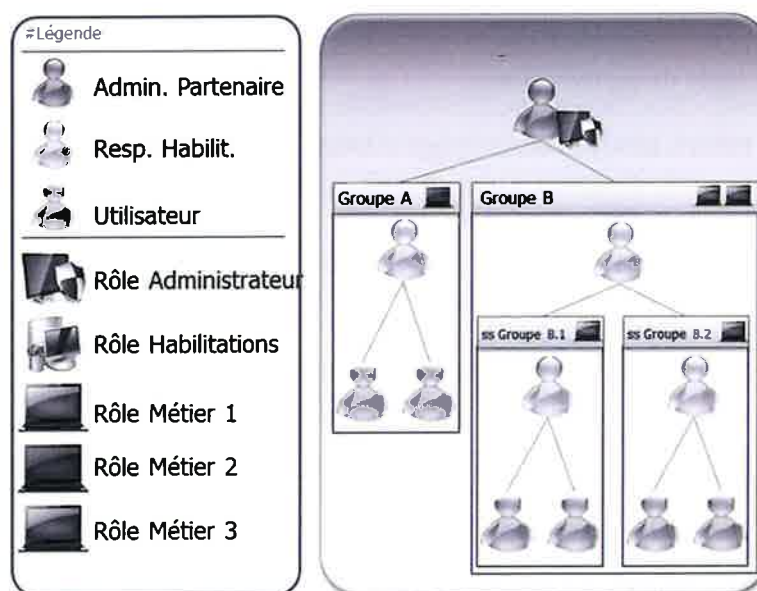 #Légende
Admin. Partenaire
Resp. Habilit.
Utilisateur
Rôle Administrateur
Rôle Habilitations
Rôle Métier 1
Rôle Métier 2
Rôle Métier 3
Groupe A
Groupe B
ss Groupe B.1
ss Groupe B.2